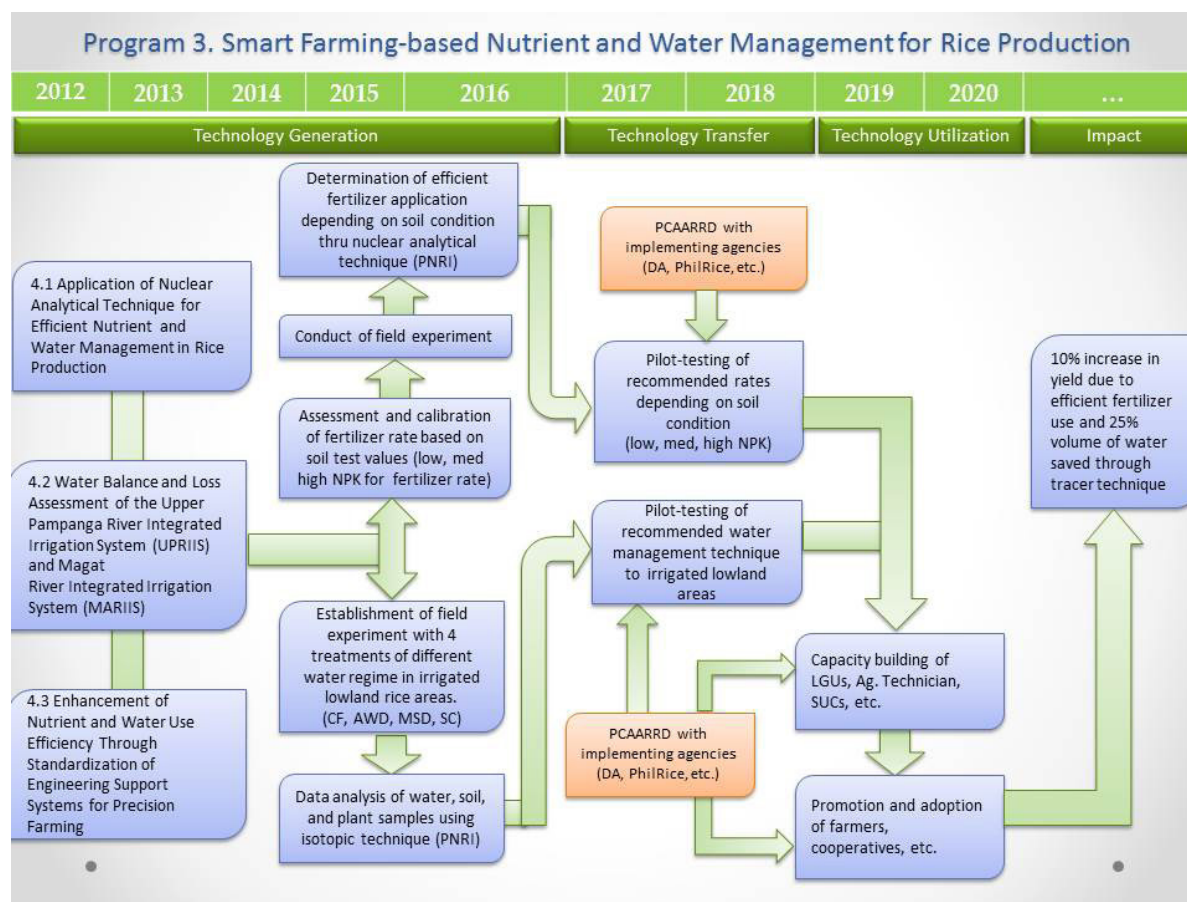 Program 3. Smart Farming-based Nutrient and Water Management for Rice Production
2012 2013 2014 2015 2016 2017 2018 2019 2020 ...
Technology Generation Technology Transfer Technology Utilization Impact
4.1 Application of Nuclear
Analytical Technique for
Efficient Nutrient and
Water Management in Rice
Production
4.2 Water Balance and Loss
Assessment of the Upper
Pampanga River Integrated
Irrigation System (UPRIIS)
and Magat
River Integrated Irrigation
System (MARIIS)
4.3 Enhancement of
Nutrient and Water Use
Efficiency Through
Standardization of
Engineering Support
Systems for Precision
Farming
Determination of efficient
fertilizer application
depending on soil condition
thru nuclear analytical
technique (PNRI)
Conduct of field experiment
Assessment and calibration
of fertilizer rate based on
soil test values (low, med
high NPK for fertilizer rate)
Establishment of field
experiment with 4
treatments of different
water regime in irrigated
lowland rice areas.
(CF, AWD, MSD, SC)
Data analysis of water, soil,
and plant samples using
isotopic technique (PNRI)
PCAARRD with
implementing agencies
(DA, PhilRice, etc.)
Pilot-testing of
recommended rates
depending on soil
condition
(low, med, high NPK)
Pilot-testing of
recommended water
management technique
to irrigated lowland
areas
PCAARRD with
implementing agencies
(DA, PhilRice, etc.)
Capacity building of
LGUs, Ag. Technician,
SUCs, etc.
Promotion and adoption
of farmers,
cooperatives, etc.
10% increase in
yield due to
efficient fertilizer
use and 25%
volume of water
saved through
tracer technique